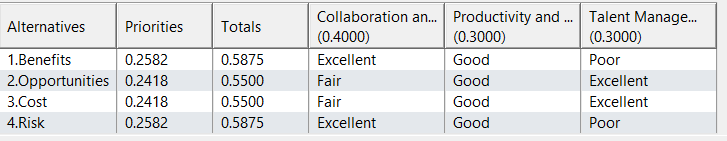 Alternatives Priorities Totals Collaboration an... (0.4000) Productivity and ... (0.3000) Talent Manage... (0.3000)
1.Benefits 0.2582 0.5875 Excellent Good Poor
2.Opportunities 0.2418 0.5500 Fair Good Excellent
3.Cost 0.2418 0.5500 Fair Good Excellent
4.Risk 0.2582 0.5875 Excellent Good Poor